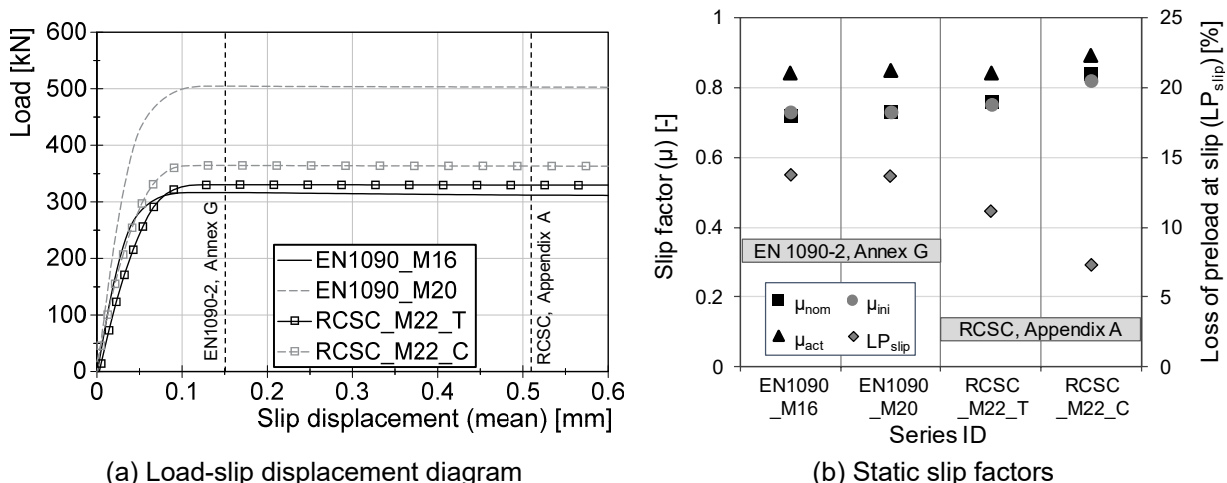 Load [kN]
600
500
400
300
200
100
0
0
0.1
0.2
0.3
0.4
0.5
0.6
Slip displacement (mean) [mm]
EN1090-2, Annex G
RCSC, Appendix A
EN1090_M16
EN1090_M20
RCSC_M22_T
RCSC_M22_C
(a) Load-slip displacement diagram
Slip factor (μ) [-]
1
0.8
0.6
0.4
0.2
0
25
20
15
10
5
0
Loss of preload at slip (LPslip) [%]
EN 1090-2, Annex G
RCSC, Appendix A
μnom
μini
μact
LPslip
EN1090
_M16
EN1090
_M20
RCSC
_M22_T
RCSC
_M22_C
Series ID
(b) Static slip factors